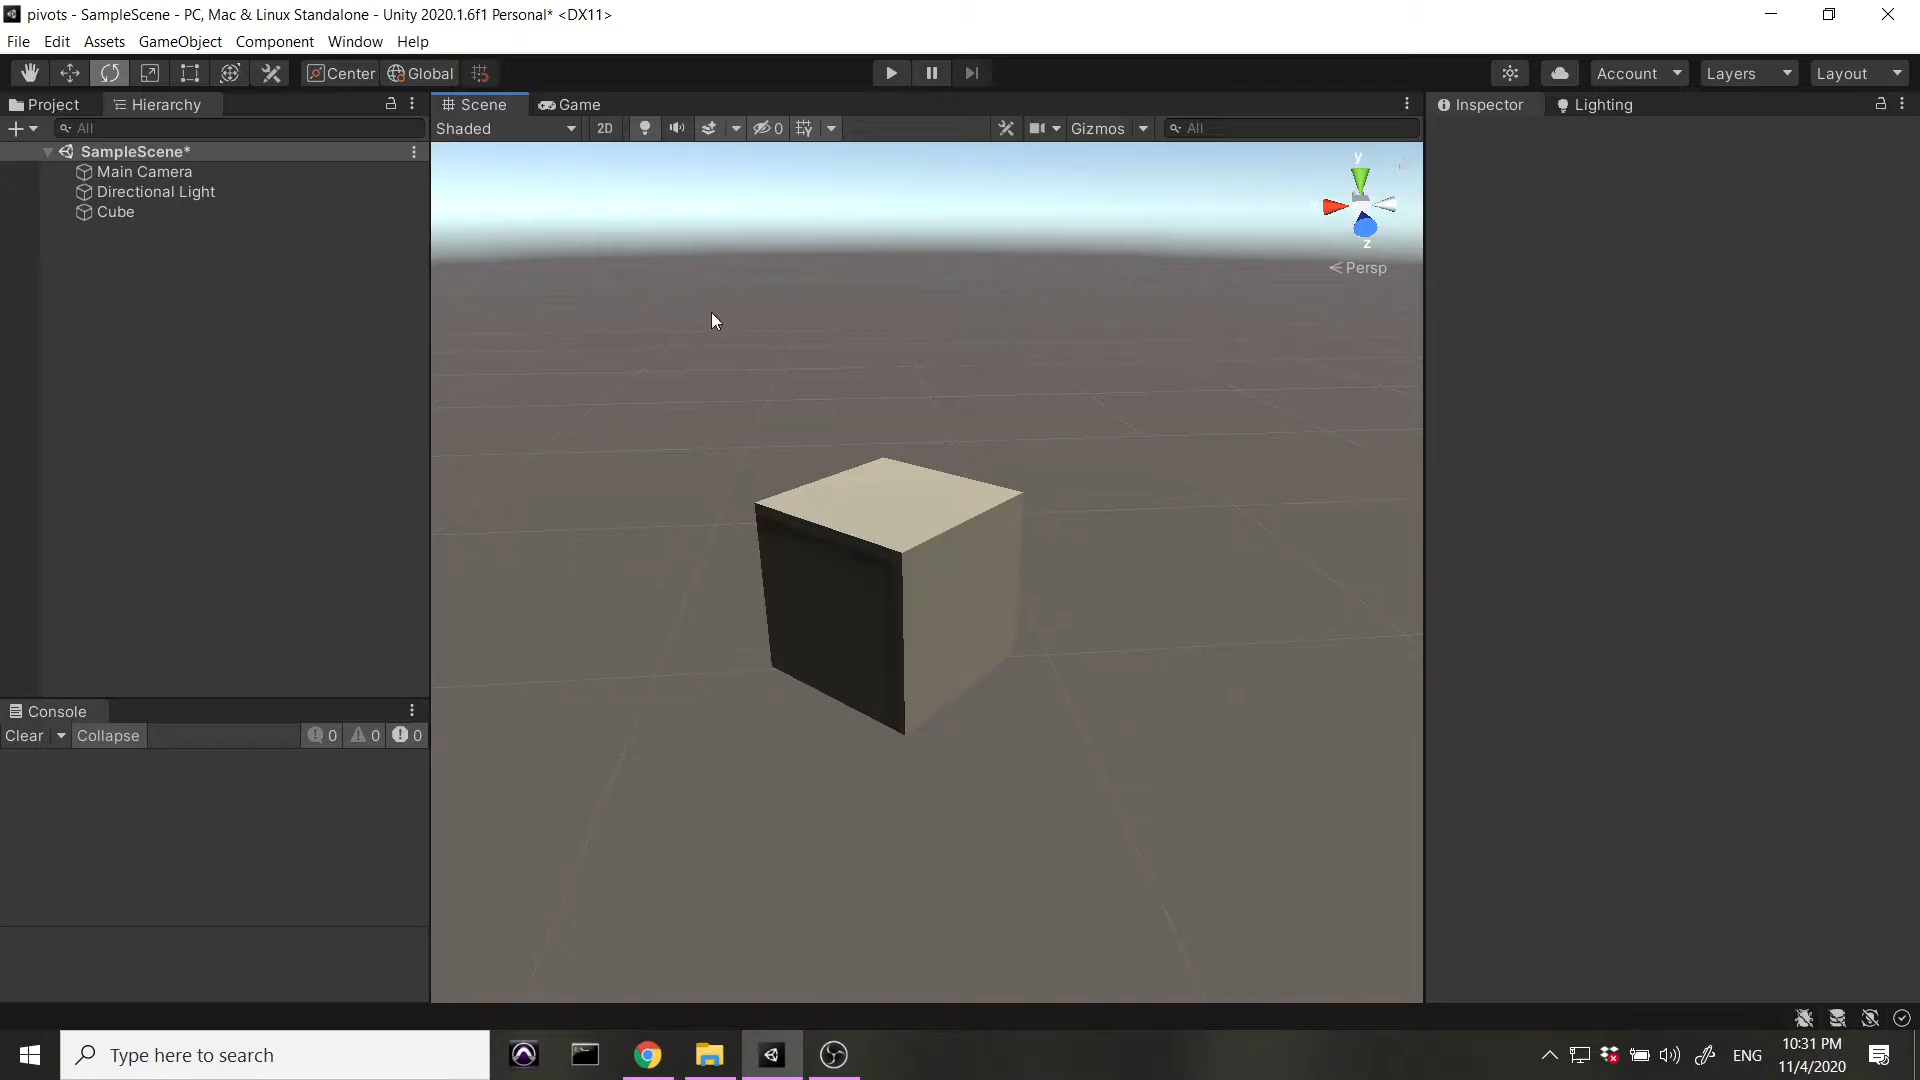 pivots - SampleScene - PC, Mac & Linux Standalone - Unity 2020.1.6f1 Personal* <DX11>
File Edit Assets GameObject Component Window Help
Center Global Account Layers Layout
Project Hierarchy Scene Game Inspector Lighting
All Shaded 2D 0 Gizmos All
SampleScene*
Main Camera
Directional Light
Cube
y
z
Persp
Console
Clear Collapse 0 0 0
Type here to search
ENG
10:31 PM
11/4/2020